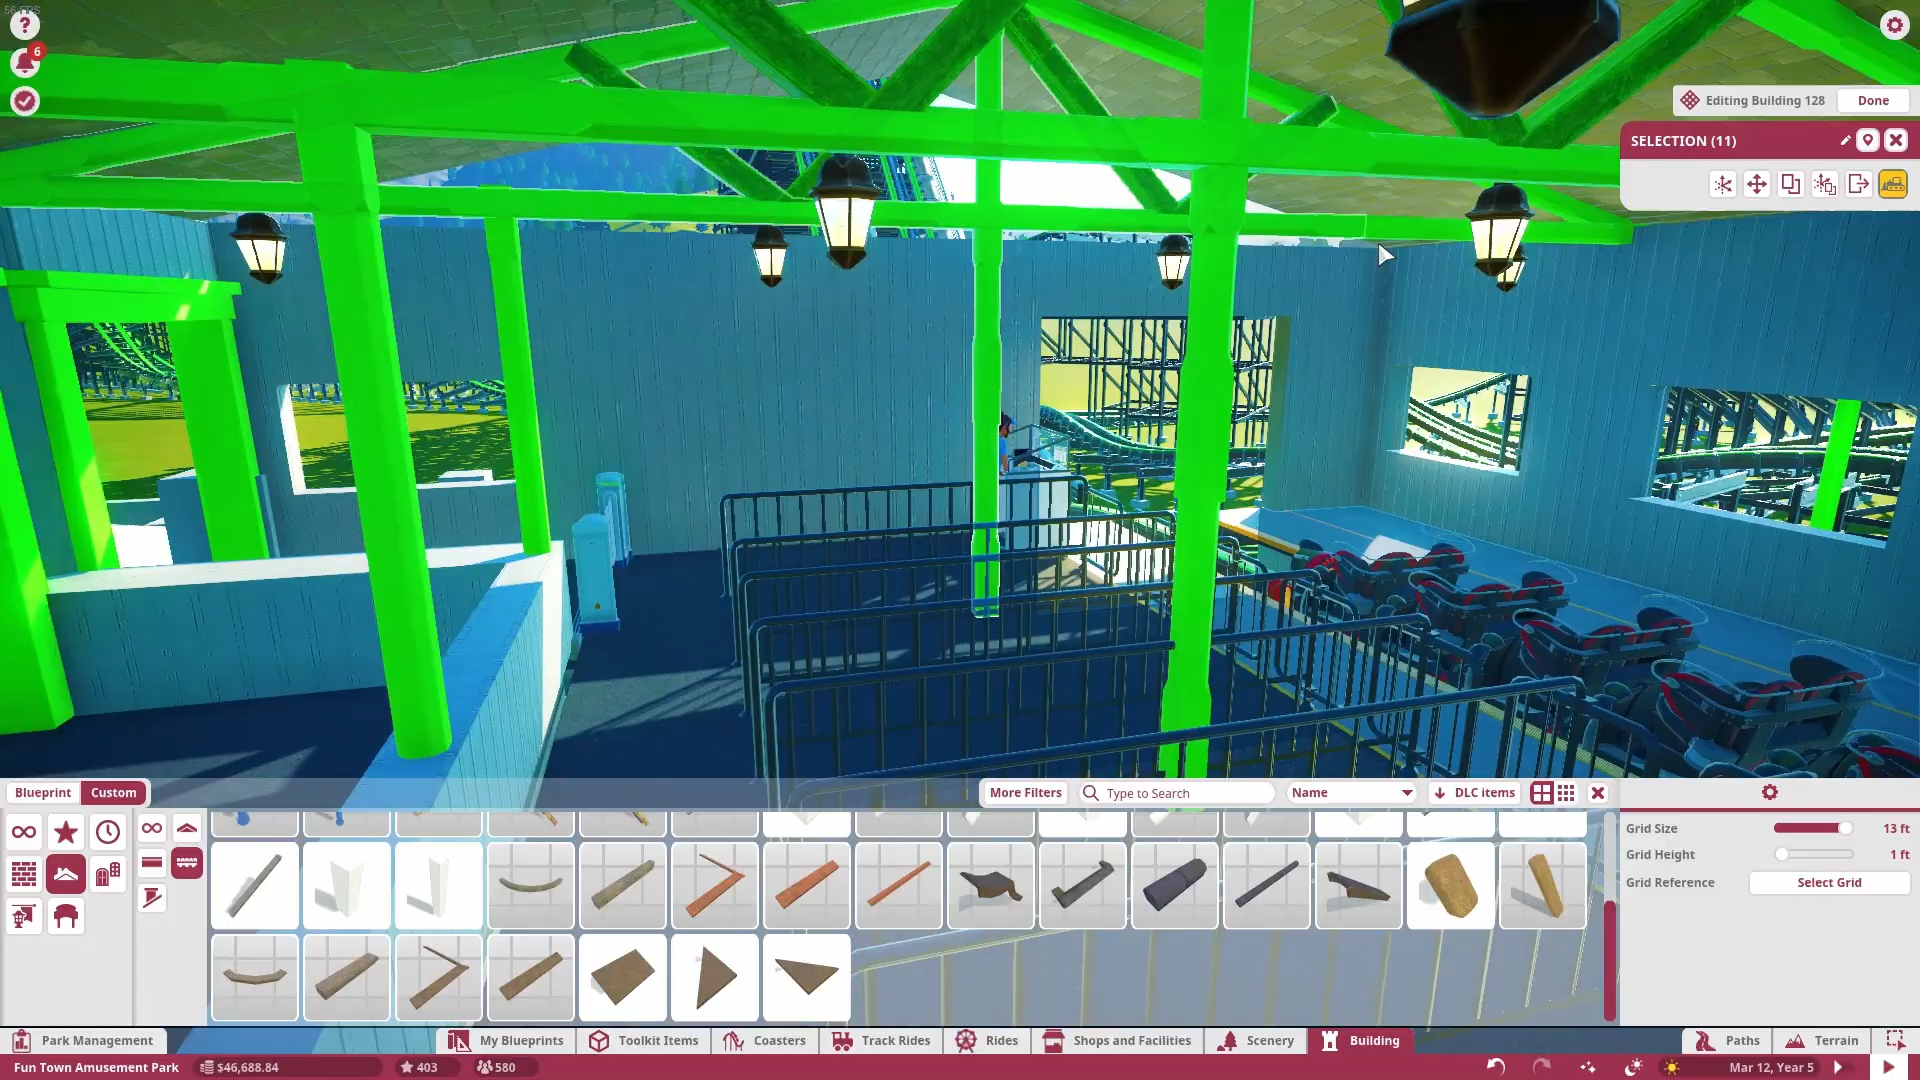 56 FPS
?
6
Editing Building 128
Done
SELECTION (11)
Blueprint
Custom
More Filters
Type to Search
Name
DLC items
Grid Size
13 ft
Grid Height
1 ft
Grid Reference
Select Grid
Park Management
My Blueprints
Toolkit Items
Coasters
Track Rides
Rides
Shops and Facilities
Scenery
Building
Paths
Terrain
Fun Town Amusement Park
$46,688.84
403
580
Mar 12, Year 5